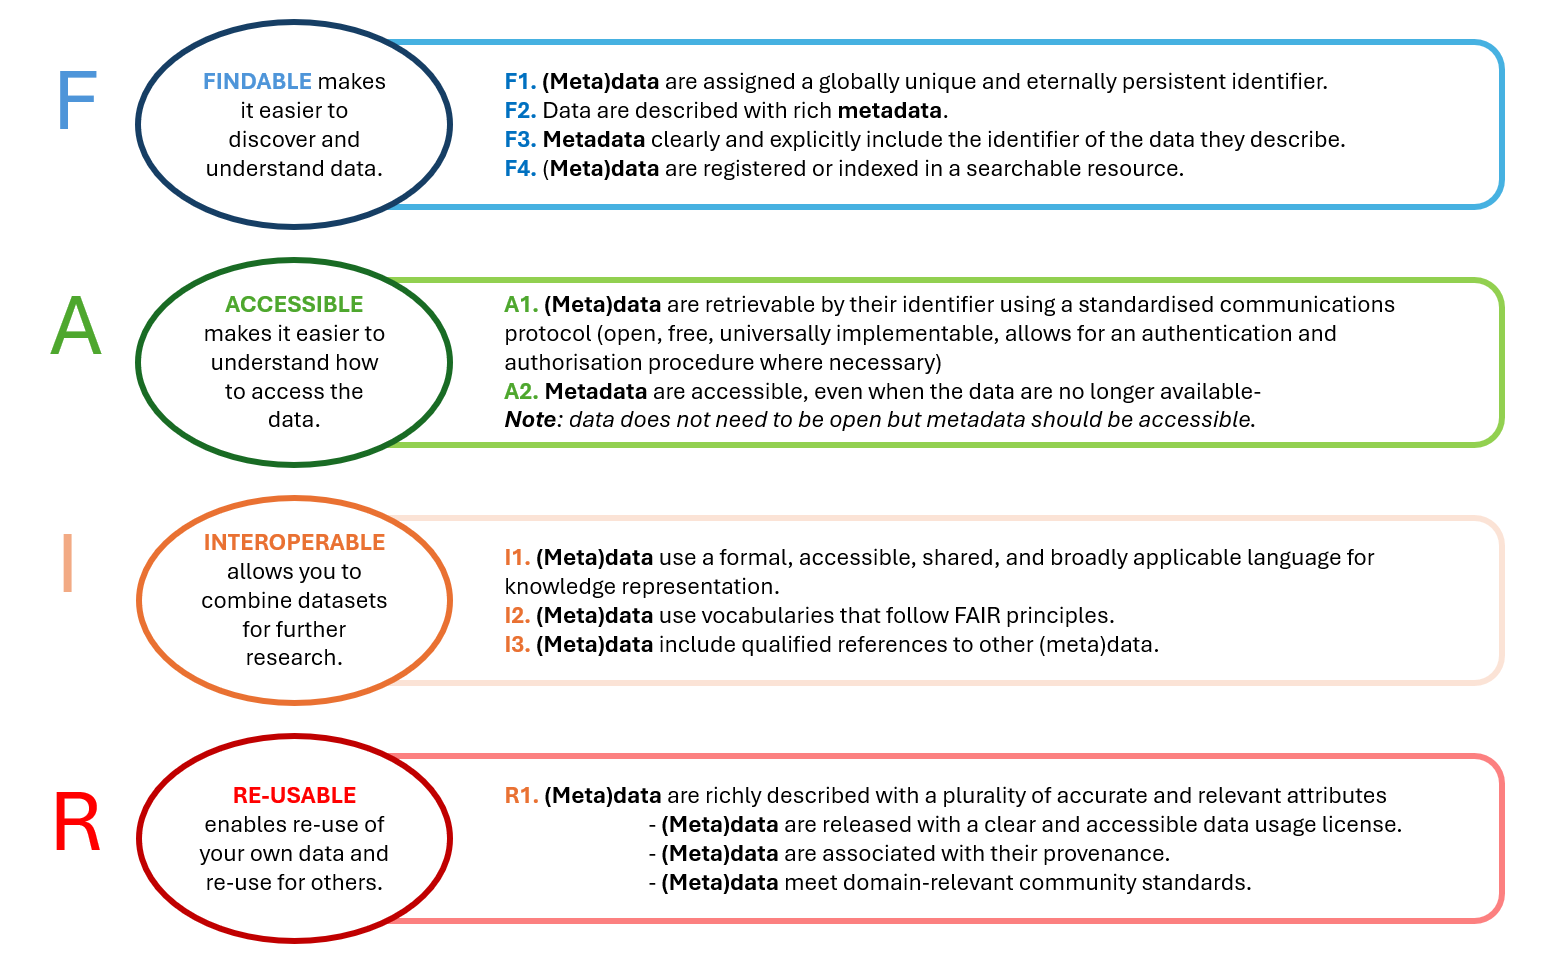 F
FINDABLE makes
it easier to
discover and
understand data.
F1. (Meta)data are assigned a globally unique and eternally persistent identifier.
F2. Data are described with rich metadata.
F3. Metadata clearly and explicitly include the identifier of the data they describe.
F4. (Meta)data are registered or indexed in a searchable resource.
A
ACCESSIBLE
makes it easier to
understand how
to access the
data.
A1. (Meta)data are retrievable by their identifier using a standardised communications
protocol (open, free, universally implementable, allows for an authentication and
authorisation procedure where necessary)
A2. Metadata are accessible, even when the data are no longer available-
Note: data does not need to be open but metadata should be accessible.
I
INTEROPERABLE
allows you to
combine datasets
for further
research.
I1. (Meta)data use a formal, accessible, shared, and broadly applicable language for
knowledge representation.
I2. (Meta)data use vocabularies that follow FAIR principles.
I3. (Meta)data include qualified references to other (meta)data.
R
RE-USABLE
enables re-use of
your own data and
re-use for others.
R1. (Meta)data are richly described with a plurality of accurate and relevant attributes
- (Meta)data are released with a clear and accessible data usage license.
- (Meta)data are associated with their provenance.
- (Meta)data meet domain-relevant community standards.